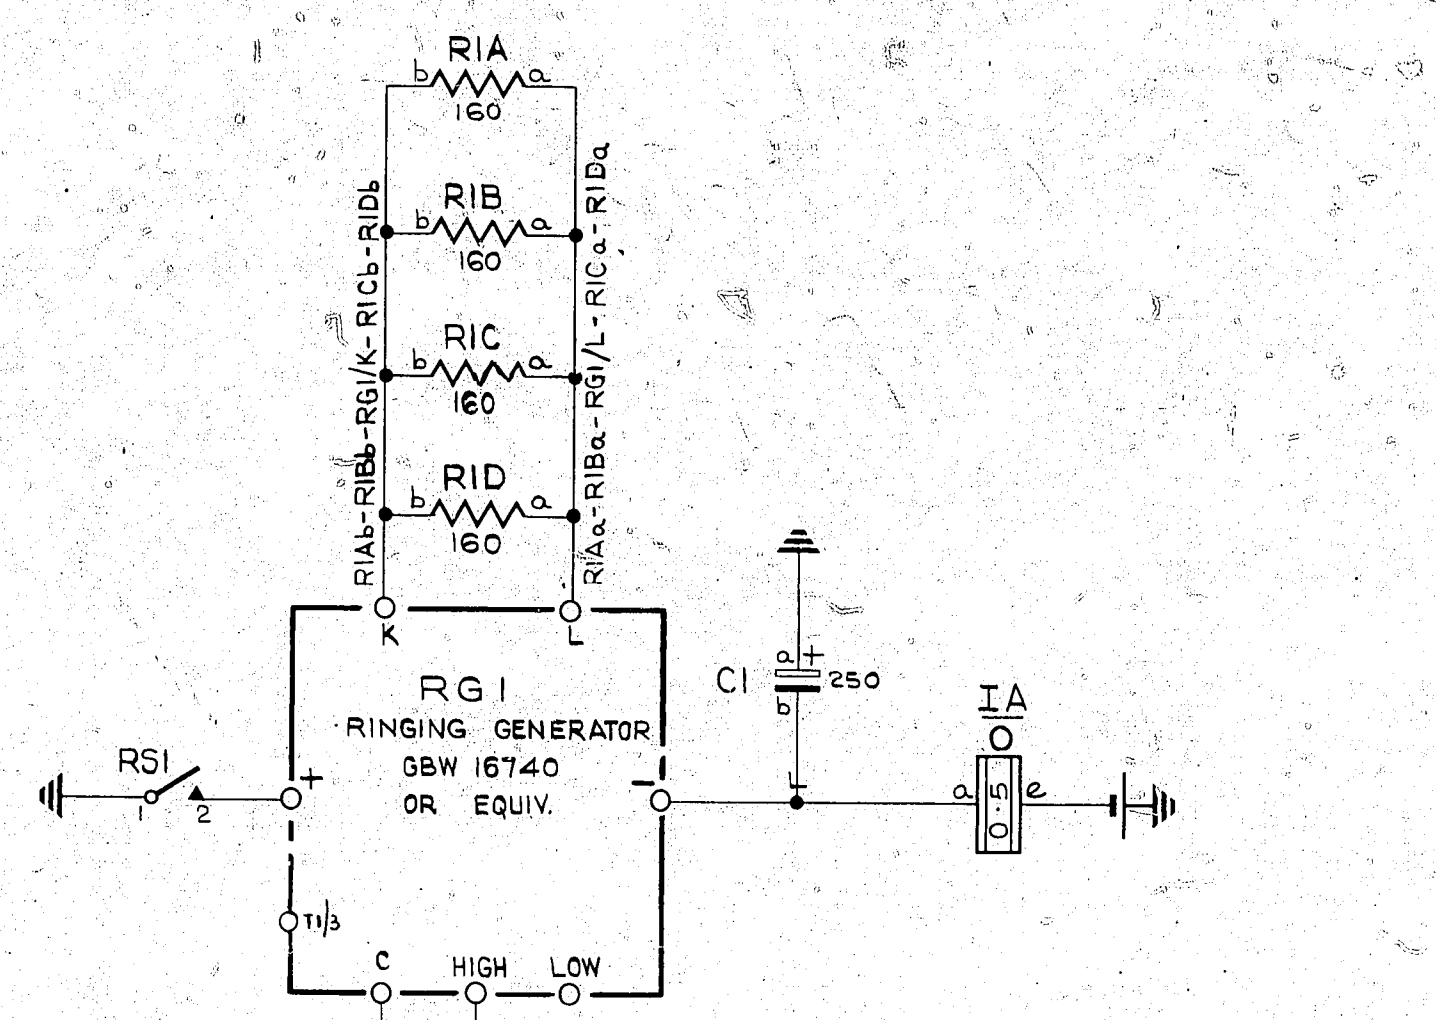 R1A
b
a
160
R1B
b
a
160
R1C
b
a
160
R1D
b
a
160
R1Ab-R1Bb-RG1/K-R1Cb-R1Db
R1Aa-R1Ba-RG1/L-R1Ca-R1Da
K
L
RG1
RINGING GENERATOR
GBW 16740
OR EQUIV.
+
-
RS1
1
2
T1/3
C
HIGH
LOW
C1
a +
250
b
L
IA
O
a
0.5
e